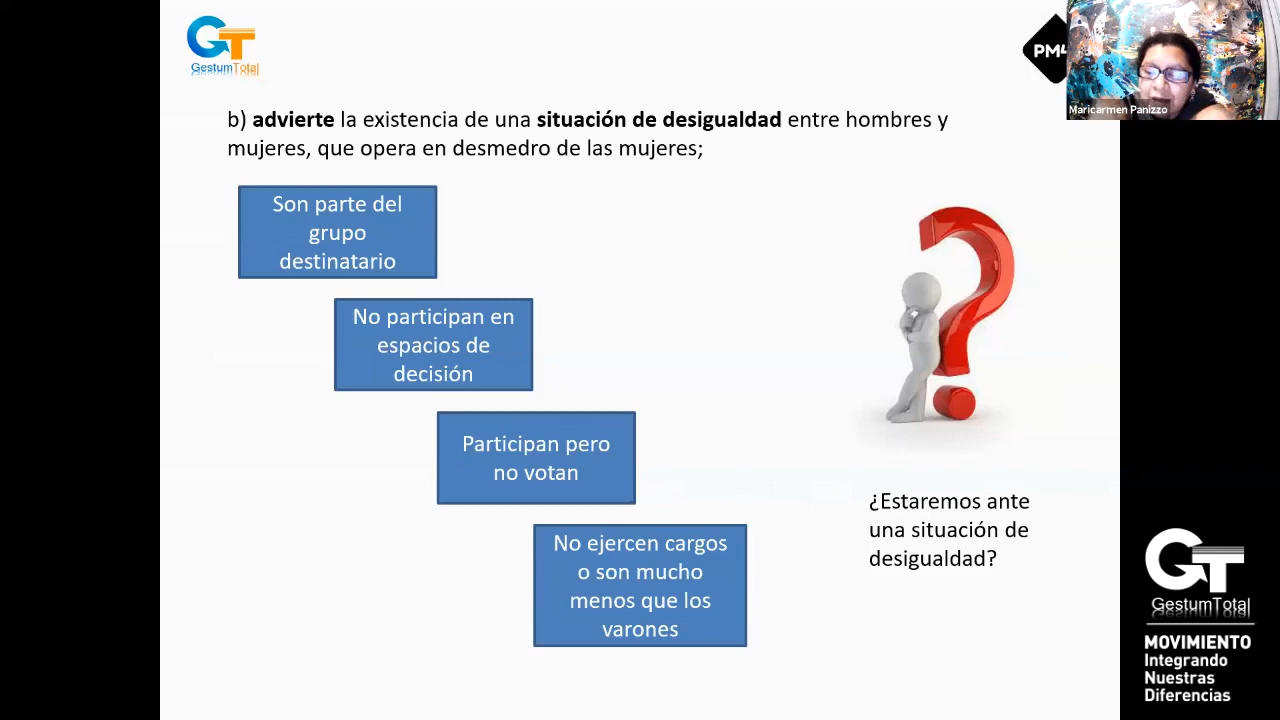 GT
GestumTotal
PM4
Maricarmen Panizzo
b) advierte la existencia de una situación de desigualdad entre hombres y
mujeres, que opera en desmedro de las mujeres;
Son parte del
grupo
destinatario
No participan en
espacios de
decisión
Participan pero
no votan
No ejercen cargos
o son mucho
menos que los
varones
¿Estaremos ante
una situación de
desigualdad?
GT
GestumTotal
MOVIMIENTO
Integrando
Nuestras
Diferencias